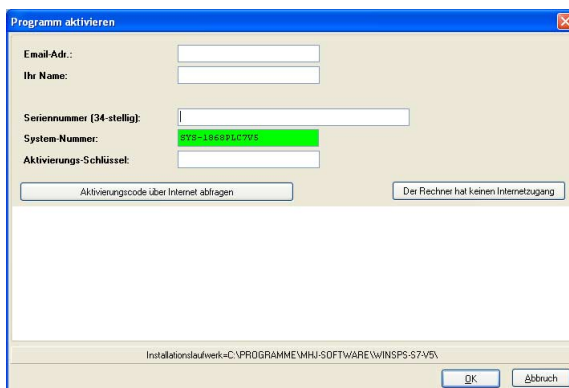 Programm aktivieren
Email-Adr.:
Ihr Name:
Seriennummer (34-stellig):
System-Nummer: SYS-1868PLC7V5
Aktivierungs-Schlüssel:
Aktivierungscode über Internet abfragen
Der Rechner hat keinen Internetzugang
Installationslaufwerk=C:\PROGRAMME\MHJ-SOFTWARE\WINSPS-S7-V5\
OK
Abbruch